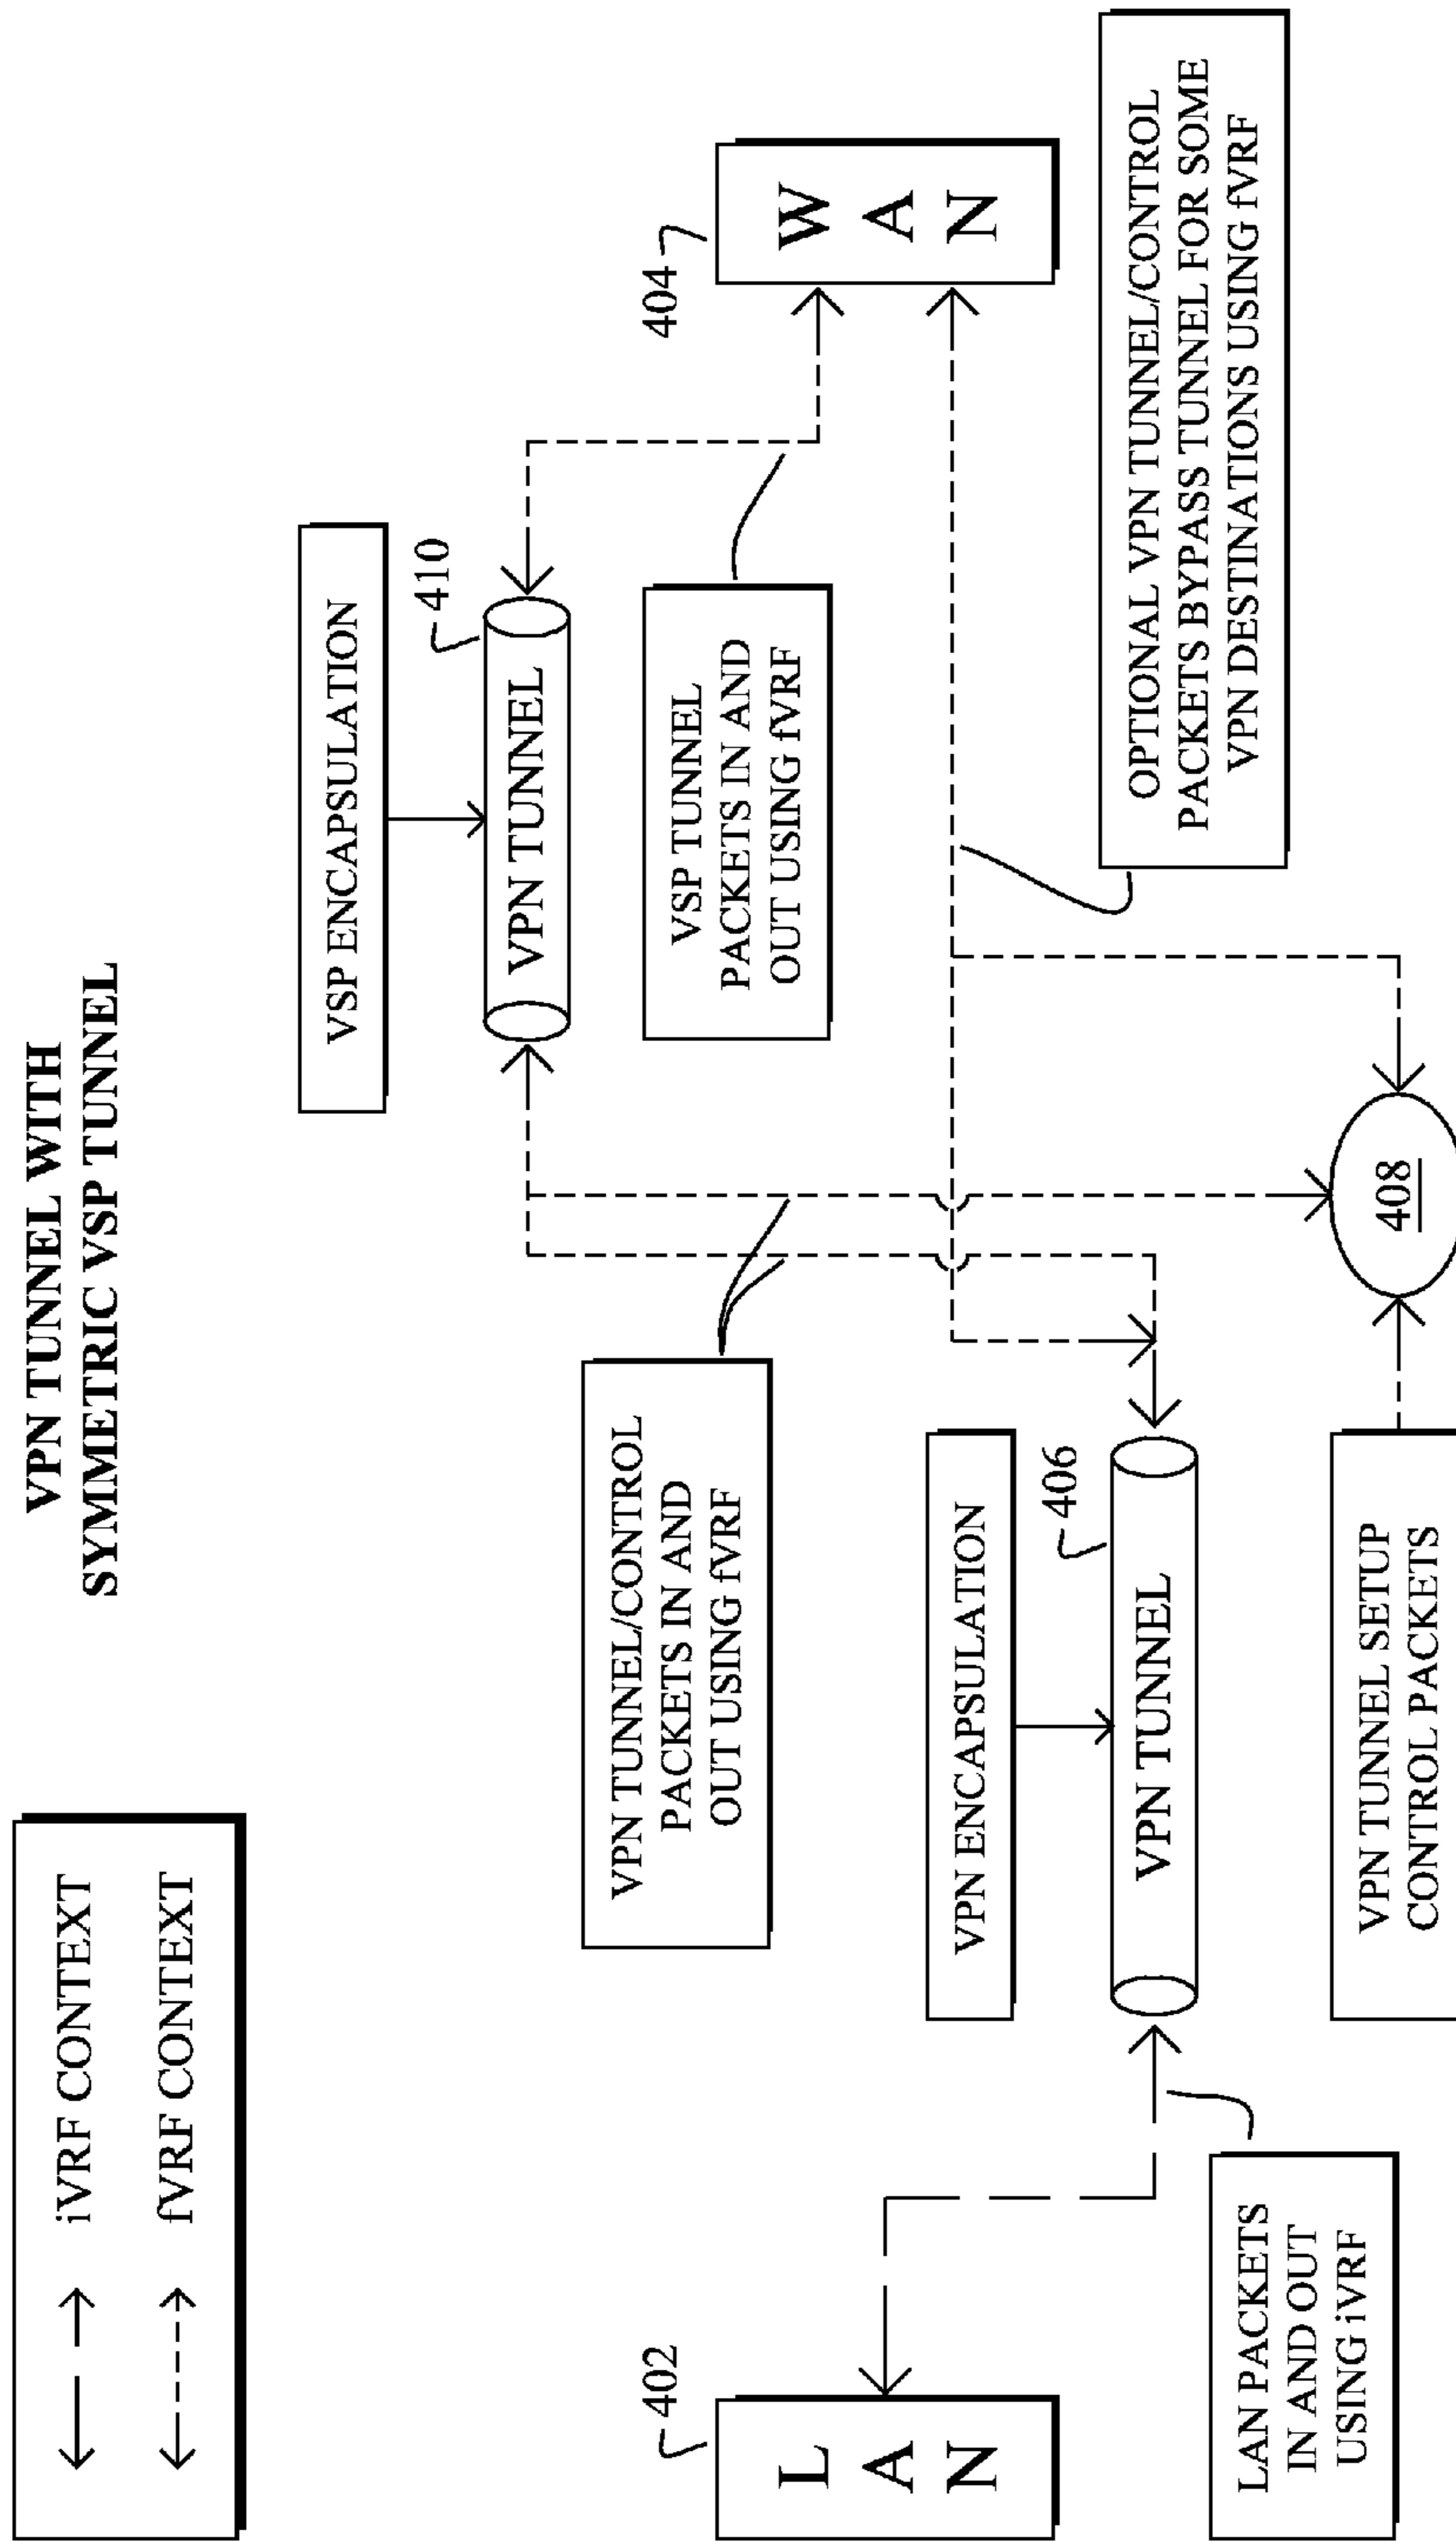 VPN TUNNEL WITH
SYMMETRIC VSP TUNNEL
iVRF CONTEXT
fVRF CONTEXT
VSP ENCAPSULATION
410
VPN TUNNEL
VPN TUNNEL/CONTROL
PACKETS IN AND
OUT USING fVRF
VSP TUNNEL
PACKETS IN AND
OUT USING fVRF
402
L
A
N
404
W
A
N
VPN ENCAPSULATION
406
VPN TUNNEL
LAN PACKETS
IN AND OUT
USING iVRF
VPN TUNNEL SETUP
CONTROL PACKETS
408
OPTIONAL VPN TUNNEL/CONTROL
PACKETS BYPASS TUNNEL FOR SOME
VPN DESTINATIONS USING fVRF